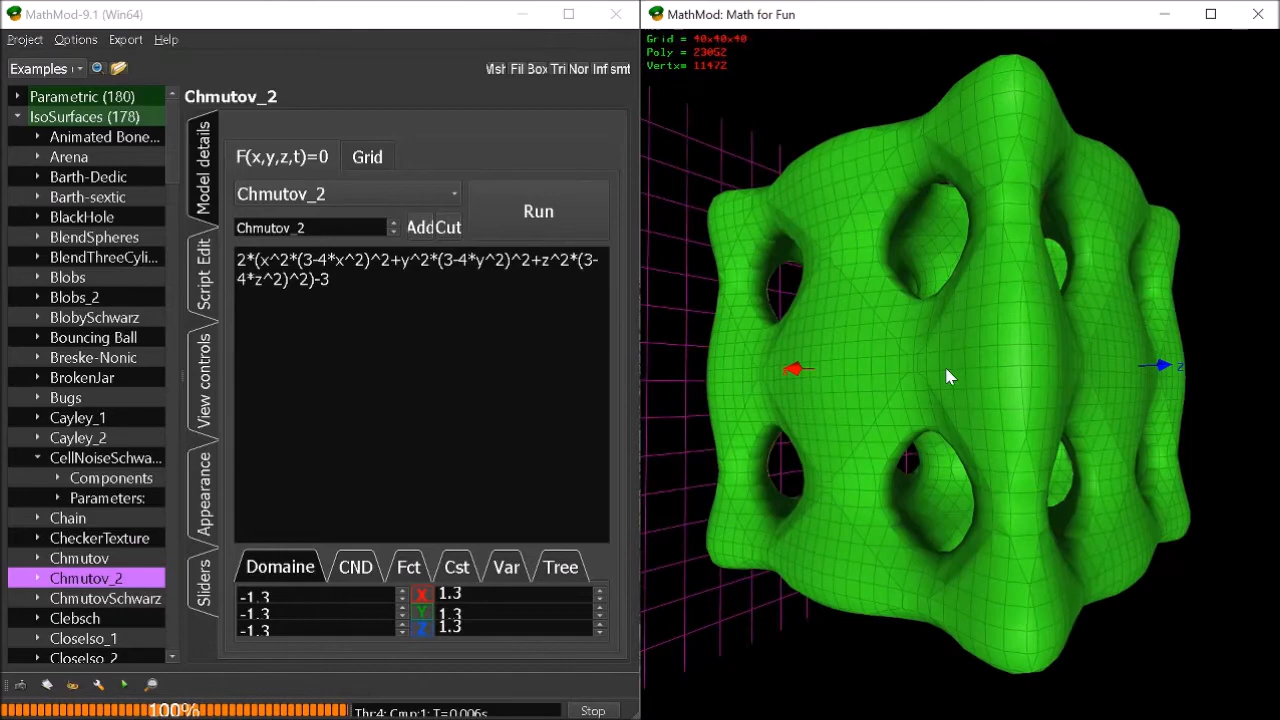 MathMod-9.1 (Win64)
Project Options Export Help
Examples
Msh Fil Box Tri Nor Inf smt
Parametric (180)
IsoSurfaces (178)
Animated Bone...
Arena
Barth-Dedic
Barth-sextic
BlackHole
BlendSpheres
BlendThreeCyli...
Blobs
Blobs_2
BlobySchwarz
Bouncing Ball
Breske-Nonic
BrokenJar
Bugs
Cayley_1
Cayley_2
CellNoiseSchwa...
Components
Parameters:
Chain
CheckerTexture
Chmutov
Chmutov_2
ChmutovSchwarz
Clebsch
CloseIso_1
CloseIso_2
Chmutov_2
Model details
Script Edit
View controls
Appearance
Sliders
F(x,y,z,t)=0 Grid
Chmutov_2
Run
Chmutov_2 Add Cut
2*(x^2*(3-4*x^2)^2+y^2*(3-4*y^2)^2+z^2*(3-
4*z^2)^2)-3
Domaine CND Fct Cst Var Tree
-1.3 X 1.3
-1.3 Y 1.3
-1.3 Z 1.3
100% Thr4; Cmp:1; T=0.006s Stop
MathMod: Math for Fun
Grid = 40x40x40
Poly = 23052
Vertx= 11472
z